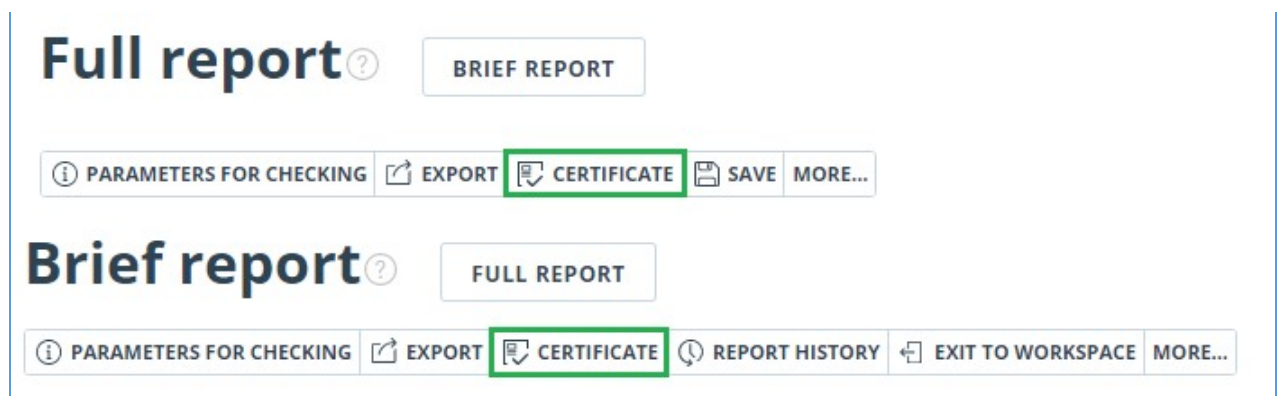 Full report ? BRIEF REPORT
PARAMETERS FOR CHECKING EXPORT CERTIFICATE SAVE MORE...
Brief report ? FULL REPORT
PARAMETERS FOR CHECKING EXPORT CERTIFICATE REPORT HISTORY EXIT TO WORKSPACE MORE...